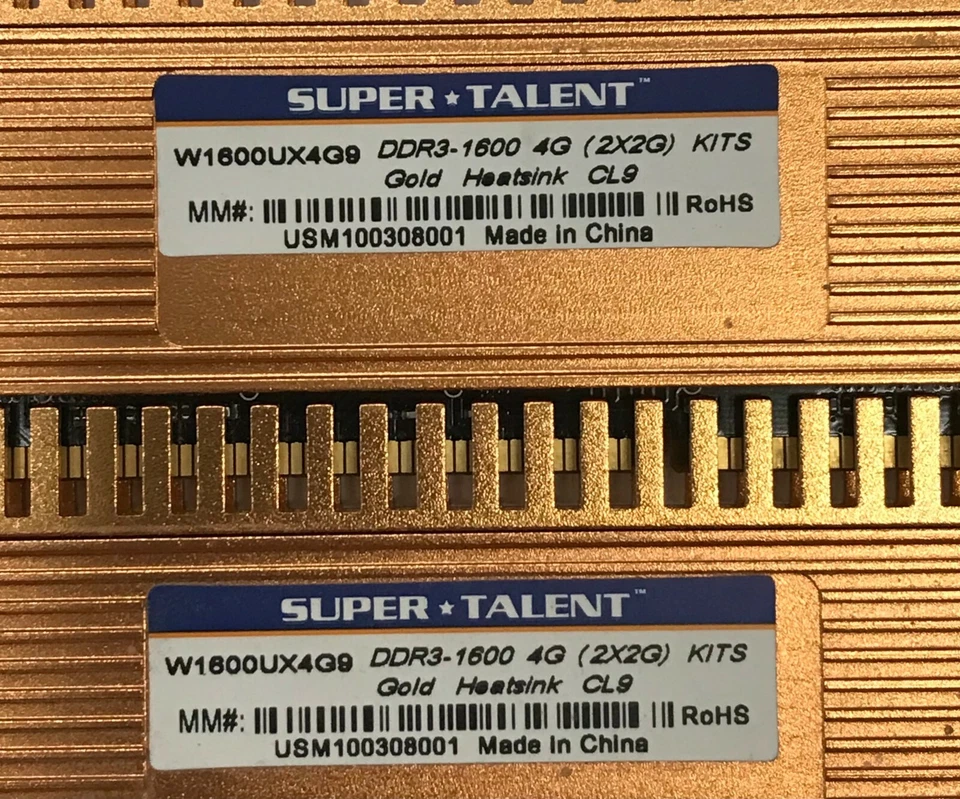 SUPER★TALENT™
W1600UX4G9 DDR3-1600 4G (2X2G) KITS
Gold Heatsink CL9
MM#: RoHS
USM100308001 Made in China
SUPER★TALENT™
W1600UX4G9 DDR3-1600 4G (2X2G) KITS
Gold Heatsink CL9
MM#: RoHS
USM100308001 Made in China